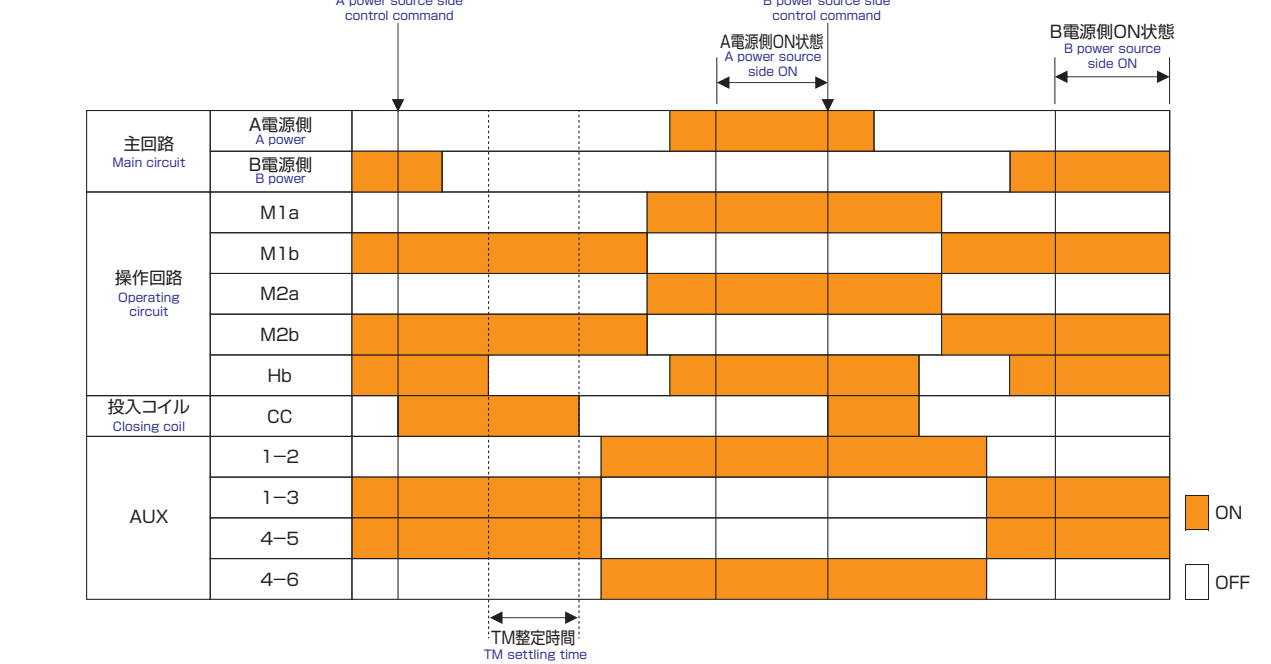 A power source side
control command
B power source side
control command
A電源側ON状態
A power source
side ON
B電源側ON状態
B power source
side ON
主回路
Main circuit
A電源側
A power
B電源側
B power
操作回路
Operating
circuit
M1a
M1b
M2a
M2b
Hb
投入コイル
Closing coil
CC
AUX
1−2
1−3
4−5
4−6
ON
OFF
TM整定時間
TM settling time